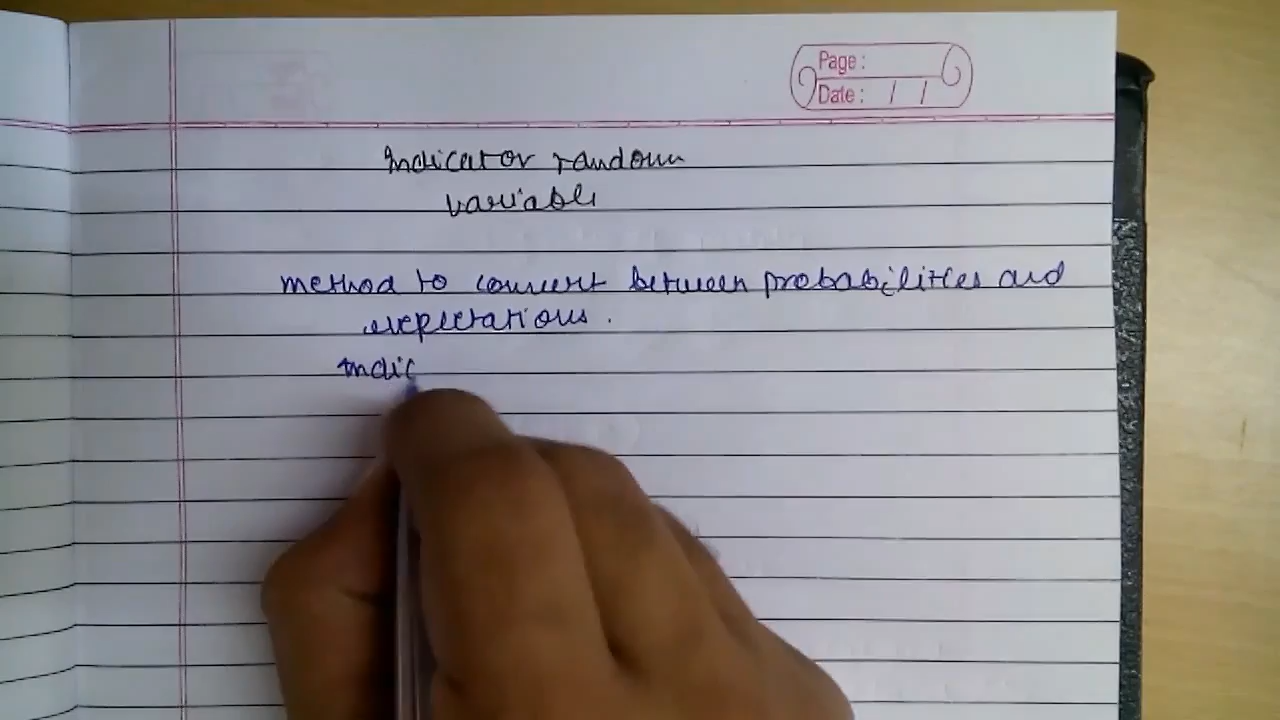 Page :
Date : / /
Indicator random
variable
method to convert between probabilities and
expectations .
Indic